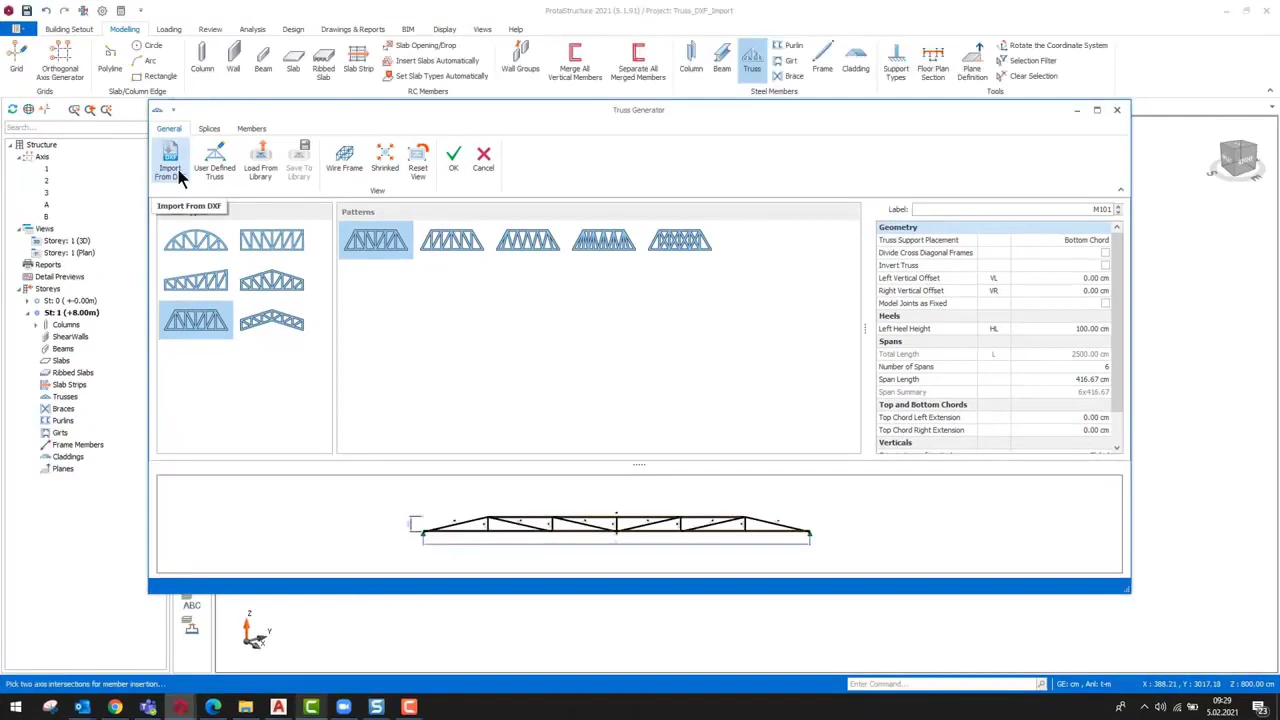 ProtaStructure 2021 (5.1.91) / Project: Truss_DXF_Import
Building Setout Modelling Loading Review Analysis Design Drawings & Reports BIM Display Views Help
Grid
Orthogonal Axis Generator
Polyline
Circle
Arc
Rectangle
Column
Wall
Beam
Slab
Ribbed Slab
Slab Strip
Slab Opening/Drop
Insert Slabs Automatically
Set Slab Types Automatically
Wall Groups
Merge All Vertical Members
Separate All Merged Members
Column
Beam
Truss
Purlin
Girt
Brace
Frame
Cladding
Support Types
Floor Plan Section
Plane Definition
Rotate the Coordinate System
Selection Filter
Clear Selection
Grids
Slab/Column Edge
RC Members
Steel Members
Tools
Search...
Structure
Axis
1
2
3
A
B
Views
Storey: 1 (3D)
Storey: 1 (Plan)
Reports
Detail Previews
Storeys
St: 0 (+-0.00m)
St: 1 (+8.00m)
Columns
ShearWalls
Beams
Slabs
Ribbed Slabs
Slab Strips
Trusses
Braces
Purlins
Girts
Frame Members
Claddings
Planes
Truss Generator
General Splices Members
Import From D
User Defined Truss
Load From Library
Save To Library
Wire Frame
Shrinked
Reset View
OK
Cancel
View
Import From DXF
Patterns
Label: M101
Geometry
Truss Support Placement Bottom Chord
Divide Cross Diagonal Frames
Invert Truss
Left Vertical Offset VL 0.00 cm
Right Vertical Offset VR 0.00 cm
Model Joints as Fixed
Heels
Left Heel Height HL 100.00 cm
Spans
Total Length L 2500.00 cm
Number of Spans 6
Span Length 416.67 cm
Span Summary 6x416.67
Top and Bottom Chords
Top Chord Left Extension 0.00 cm
Top Chord Right Extension 0.00 cm
Verticals
ABC
Z
Y
X
Pick two axis intersections for member insertion...
Enter Command...
GE: cm, Anl: t-m
X : 388.21, Y : 3017.18
Z : 800.00 cm
09:29
5.02.2021
23